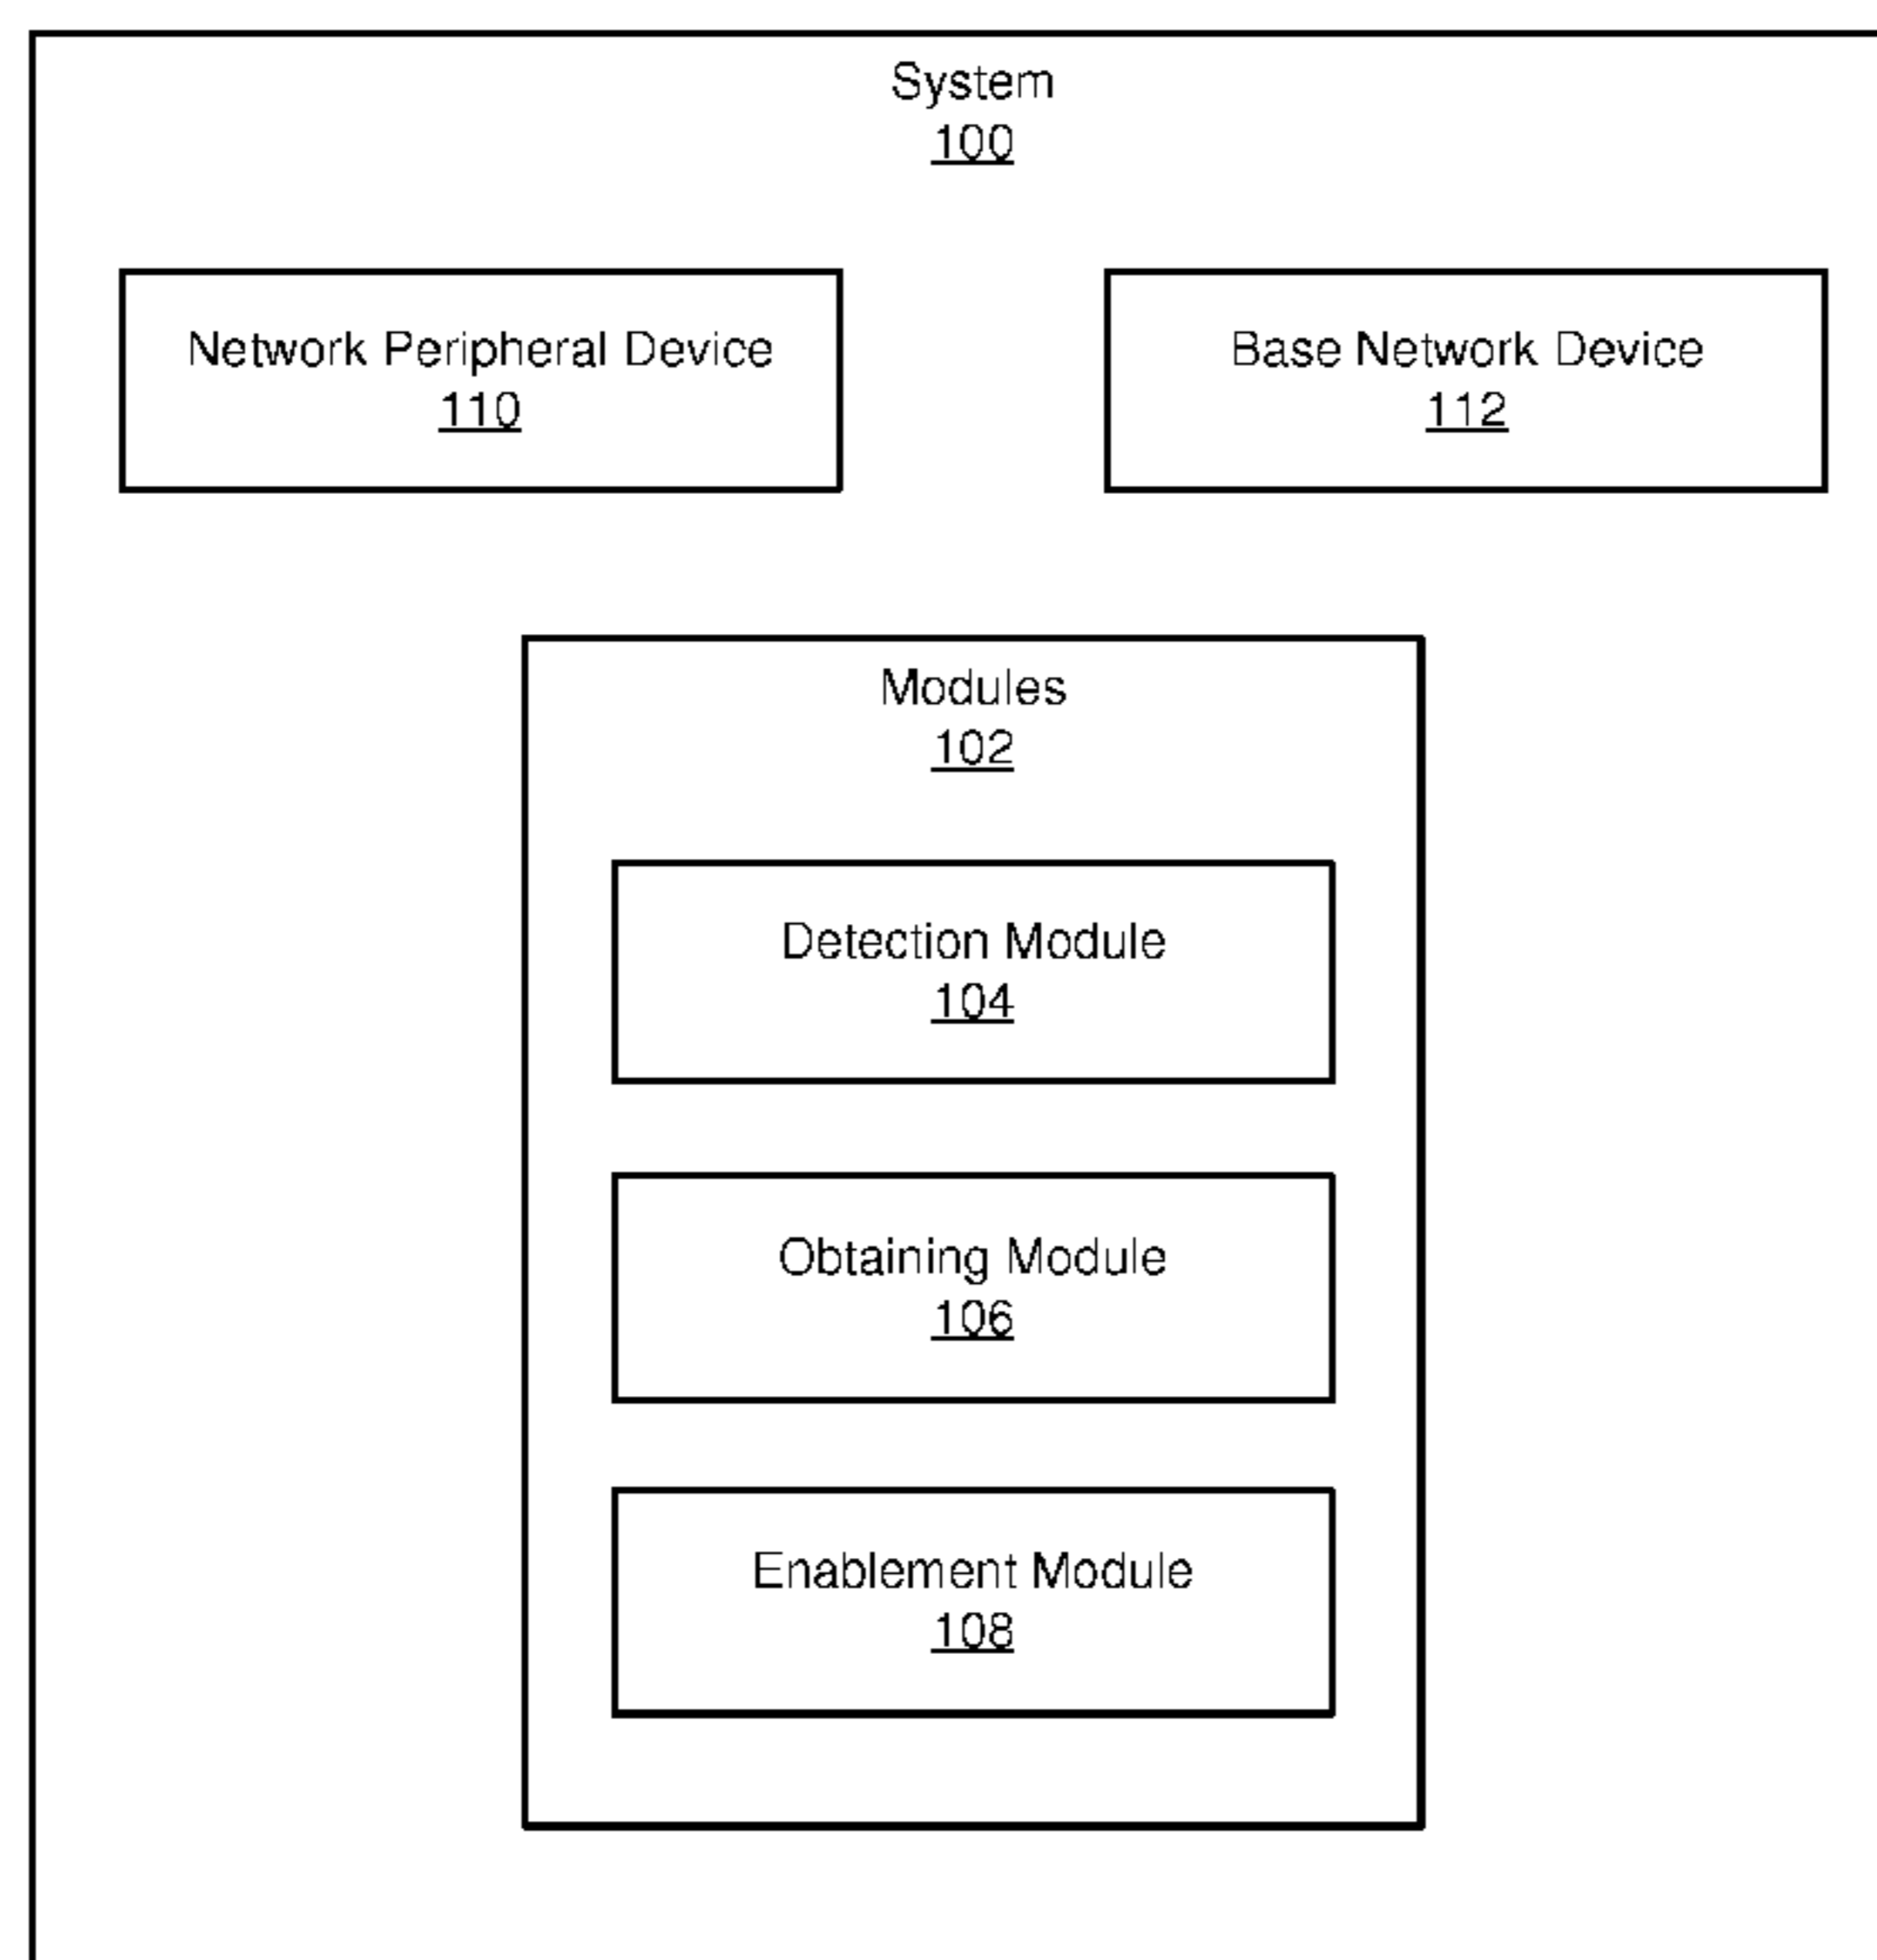 System
100
Network Peripheral Device
110
Base Network Device
112
Modules
102
Detection Module
104
Obtaining Module
106
Enablement Module
108